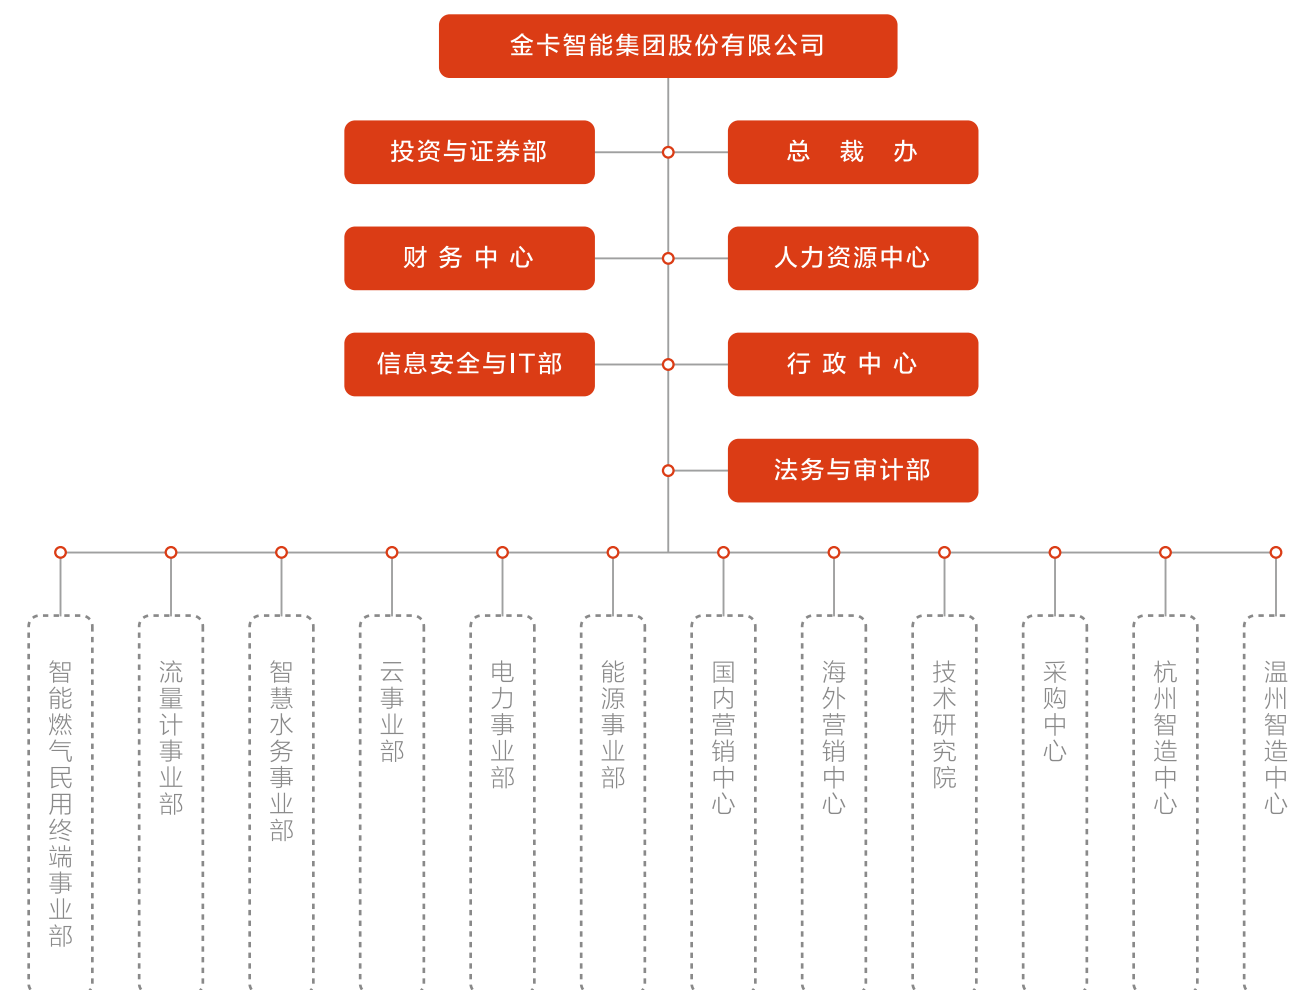 金卡智能集团股份有限公司
投资与证券部
总 裁 办
财 务 中 心
人力资源中心
信息安全与IT部
行 政 中 心
法务与审计部
智能燃气民用终端事业部
流量计事业部
智慧水务事业部
云事业部
电力事业部
能源事业部
国内营销中心
海外营销中心
技术研究院
采购中心
杭州智造中心
温州智造中心